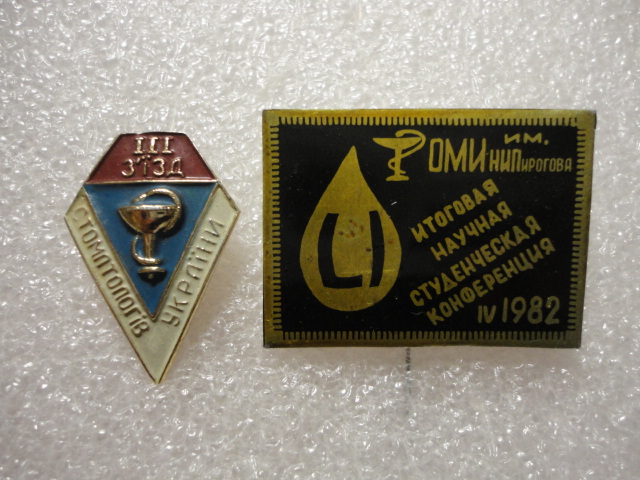 III
З'ЇЗД
СТОМАТОЛОГІВ
УКРАЇНИ
ИМ.
ОМИ·НИПИРОГОВА
LI
ИТОГОВАЯ
НАУЧНАЯ
СТУДЕНЧЕСКАЯ
КОНФЕРЕНЦИЯ
IV 1982